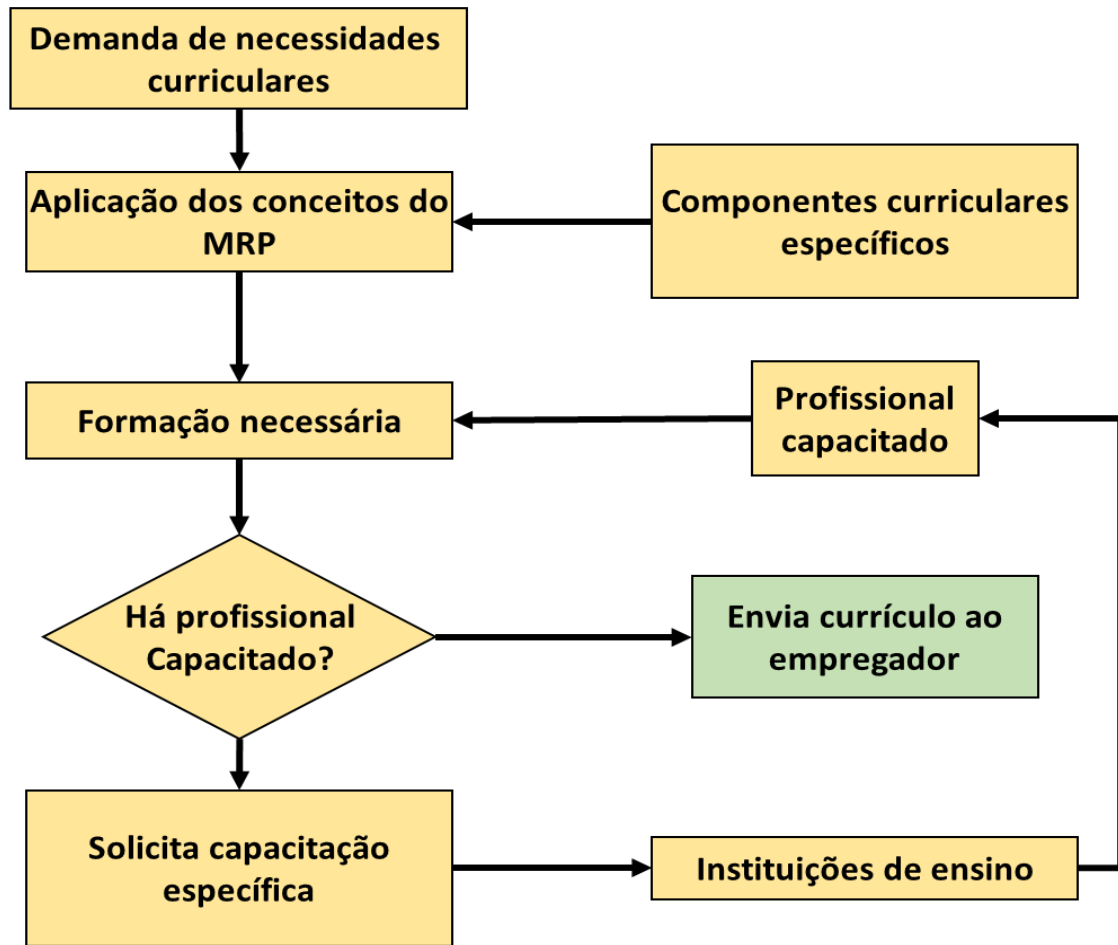 Demanda de necessidades
curriculares
Aplicação dos conceitos do
MRP
Componentes curriculares
específicos
Formação necessária
Profissional
capacitado
Há profissional
Capacitado?
Envia currículo ao
empregador
Solicita capacitação
específica
Instituições de ensino